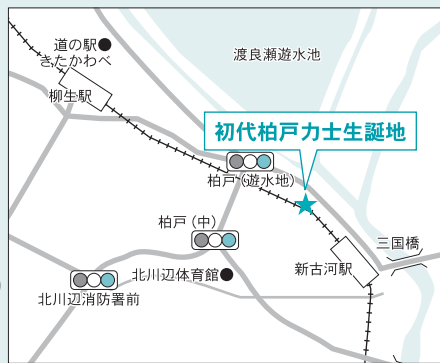 道の駅
きたかわべ
渡良瀬遊水池
柳生駅
初代柏戸力士生誕地
柏戸(遊水地)
柏戸(中)
三国橋
北川辺体育館
新古河駅
北川辺消防署前